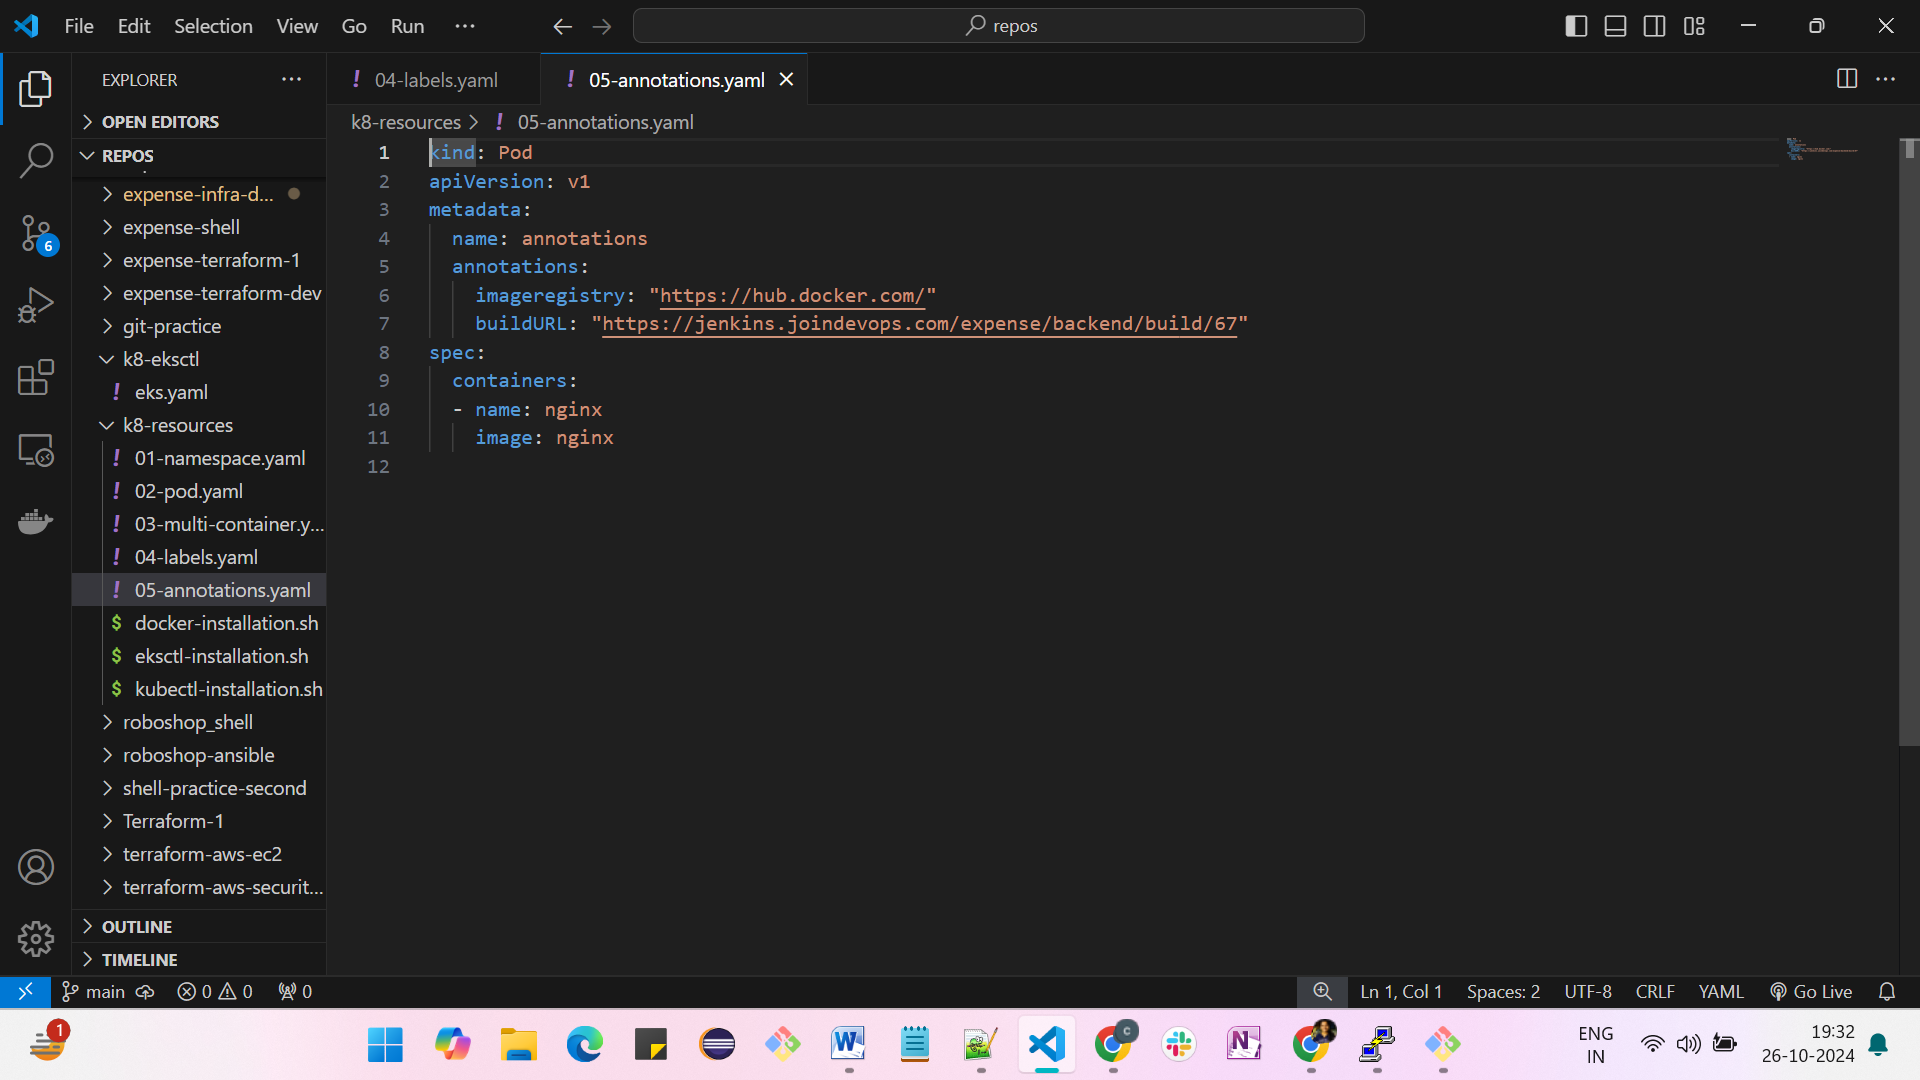 File Edit Selection View Go Run ···
repos
EXPLORER ···
OPEN EDITORS
REPOS
expense-infra-d...
expense-shell
expense-terraform-1
expense-terraform-dev
git-practice
k8-eksctl
! eks.yaml
k8-resources
! 01-namespace.yaml
! 02-pod.yaml
! 03-multi-container.y...
! 04-labels.yaml
! 05-annotations.yaml
$ docker-installation.sh
$ eksctl-installation.sh
$ kubectl-installation.sh
roboshop_shell
roboshop-ansible
shell-practice-second
Terraform-1
terraform-aws-ec2
terraform-aws-securit...
OUTLINE
TIMELINE
6
! 04-labels.yaml
! 05-annotations.yaml
k8-resources > ! 05-annotations.yaml
1 kind: Pod
2 apiVersion: v1
3 metadata:
4 name: annotations
5 annotations:
6 imageregistry: "https://hub.docker.com/"
7 buildURL: "https://jenkins.joindevops.com/expense/backend/build/67"
8 spec:
9 containers:
10 - name: nginx
11 image: nginx
12
main 0 0 0
Ln 1, Col 1 Spaces: 2 UTF-8 CRLF YAML Go Live
1
W
C
N
ENG
IN
19:32
26-10-2024